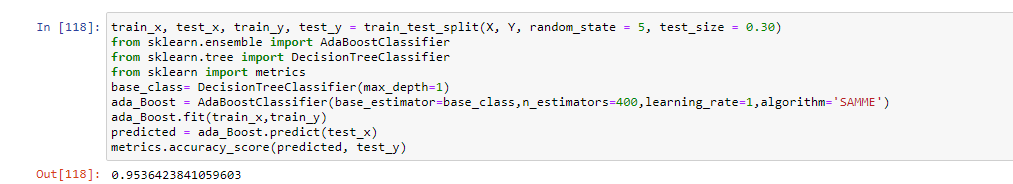 In [118]: train_x, test_x, train_y, test_y = train_test_split(X, Y, random_state = 5, test_size = 0.30)
from sklearn.ensemble import AdaBoostClassifier
from sklearn.tree import DecisionTreeClassifier
from sklearn import metrics
base_class= DecisionTreeClassifier(max_depth=1)
ada_Boost = AdaBoostClassifier(base_estimator=base_class,n_estimators=400,learning_rate=1,algorithm='SAMME')
ada_Boost.fit(train_x,train_y)
predicted = ada_Boost.predict(test_x)
metrics.accuracy_score(predicted, test_y)
Out[118]: 0.9536423841059603